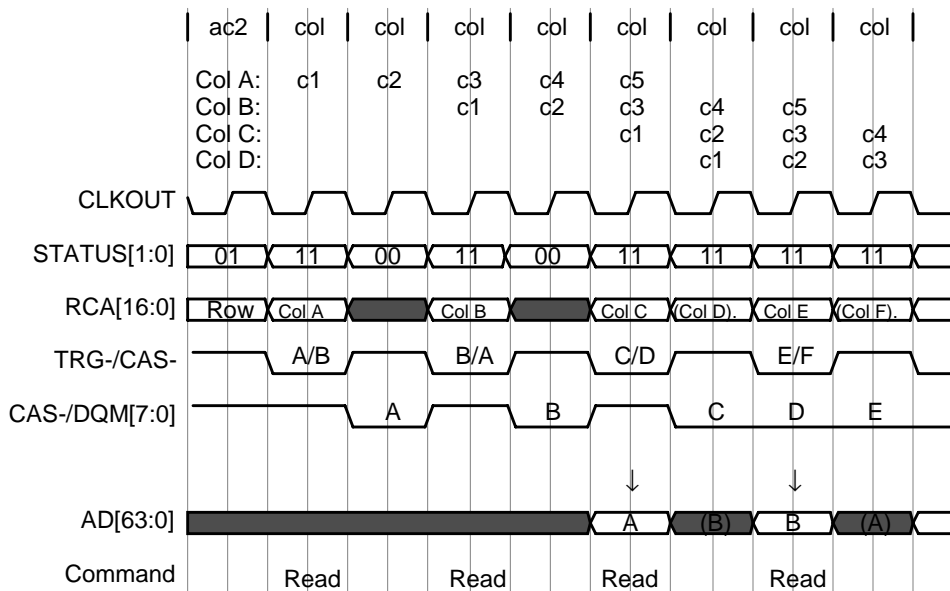 ac2 col col col col col col col col
Col A: c1 c2 c3 c4 c5
Col B: c1 c2 c3 c4 c5
Col C: c1 c2 c3 c4
Col D: c1 c2 c3
CLKOUT
STATUS[1:0] 01 11 00 11 00 11 11 11 11
RCA[16:0] Row Col A Col B Col C (Col D). Col E (Col F).
TRG-/CAS- A/B B/A C/D E/F
CAS-/DQM[7:0] A B C D E
↓ ↓
AD[63:0] A (B) B (A)
Command Read Read Read Read